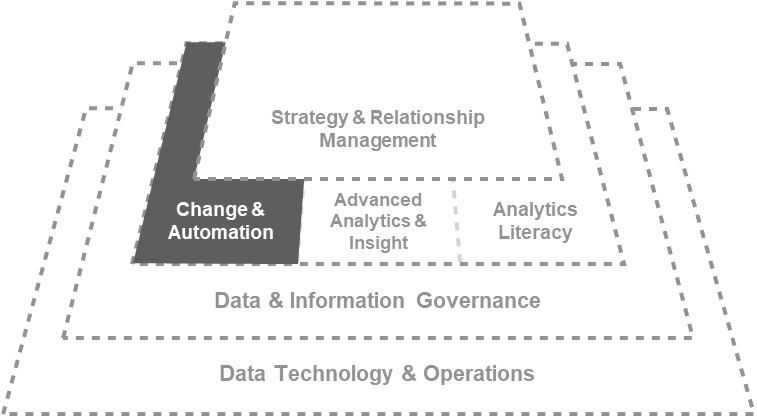 Strategy & Relationship
Management
Change &
Automation
Advanced
Analytics &
Insight
Analytics
Literacy
Data & Information Governance
Data Technology & Operations